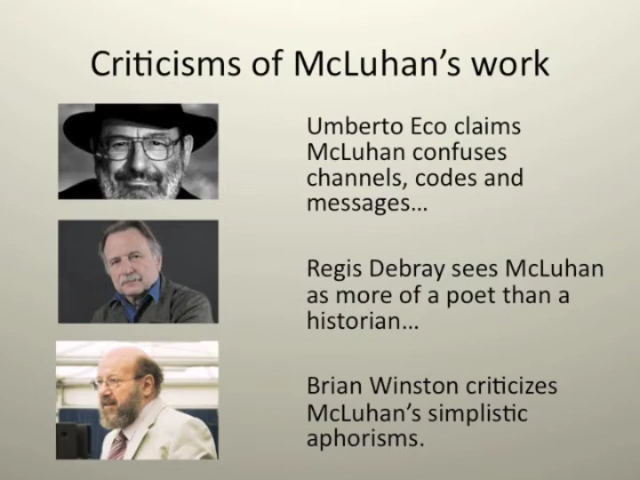 Criticisms of McLuhan's work
Umberto Eco claims
McLuhan confuses
channels, codes and
messages…
Regis Debray sees McLuhan
as more of a poet than a
historian…
Brian Winston criticizes
McLuhan's simplistic
aphorisms.